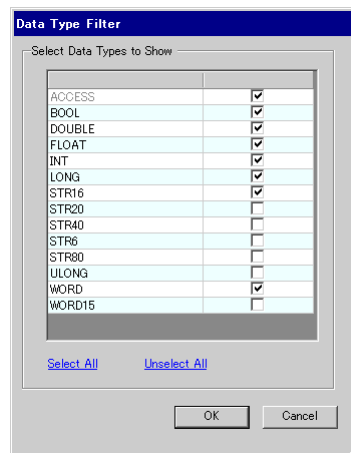 Data Type Filter
Select Data Types to Show
ACCESS
BOOL
DOUBLE
FLOAT
INT
LONG
STR16
STR20
STR40
STR6
STR80
ULONG
WORD
WORD15
Select All Unselect All
OK Cancel